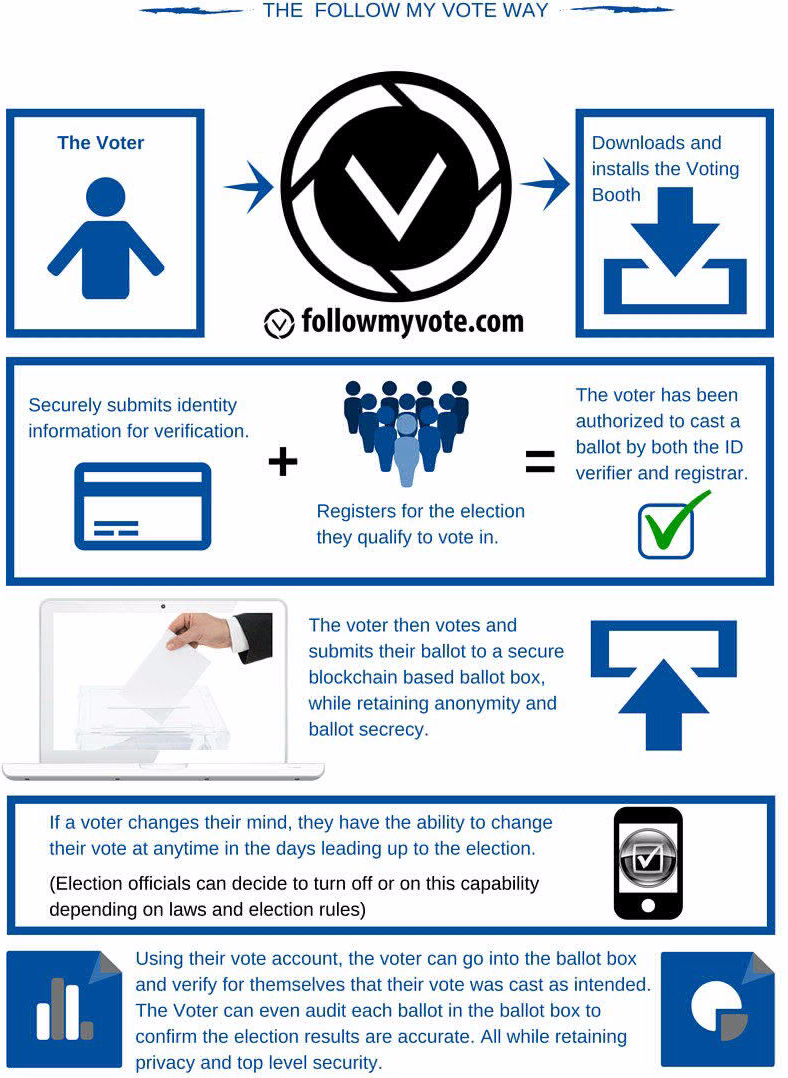 THE FOLLOW MY VOTE WAY
The Voter
followmyvote.com
Downloads and
installs the Voting
Booth
Securely submits identity
information for verification.
+
Registers for the election
they qualify to vote in.
=
The voter has been
authorized to cast a
ballot by both the ID
verifier and registrar.
The voter then votes and
submits their ballot to a secure
blockchain based ballot box,
while retaining anonymity and
ballot secrecy.
If a voter changes their mind, they have the ability to change
their vote at anytime in the days leading up to the election.
(Election officials can decide to turn off or on this capability
depending on laws and election rules)
Using their vote account, the voter can go into the ballot box
and verify for themselves that their vote was cast as intended.
The Voter can even audit each ballot in the ballot box to
confirm the election results are accurate. All while retaining
privacy and top level security.